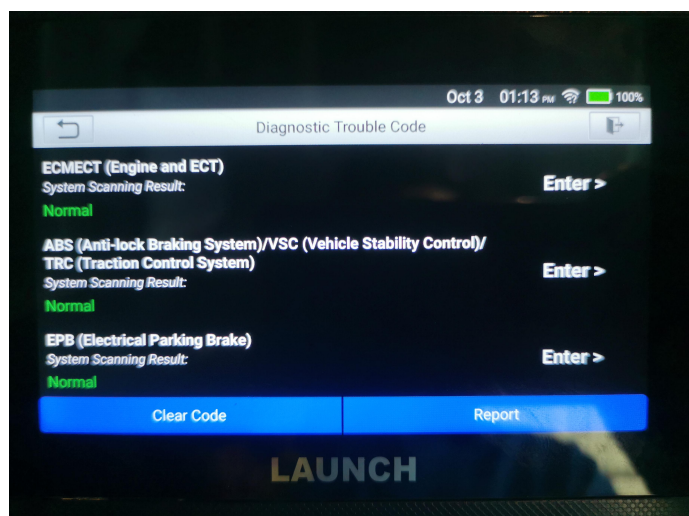 Oct 3 01:13 PM 100%
Diagnostic Trouble Code
ECMECT (Engine and ECT)
System Scanning Result:
Normal
Enter >
ABS (Anti-lock Braking System)/VSC (Vehicle Stability Control)/
TRC (Traction Control System)
System Scanning Result:
Normal
Enter >
EPB (Electrical Parking Brake)
System Scanning Result:
Normal
Enter >
Clear Code
Report
LAUNCH